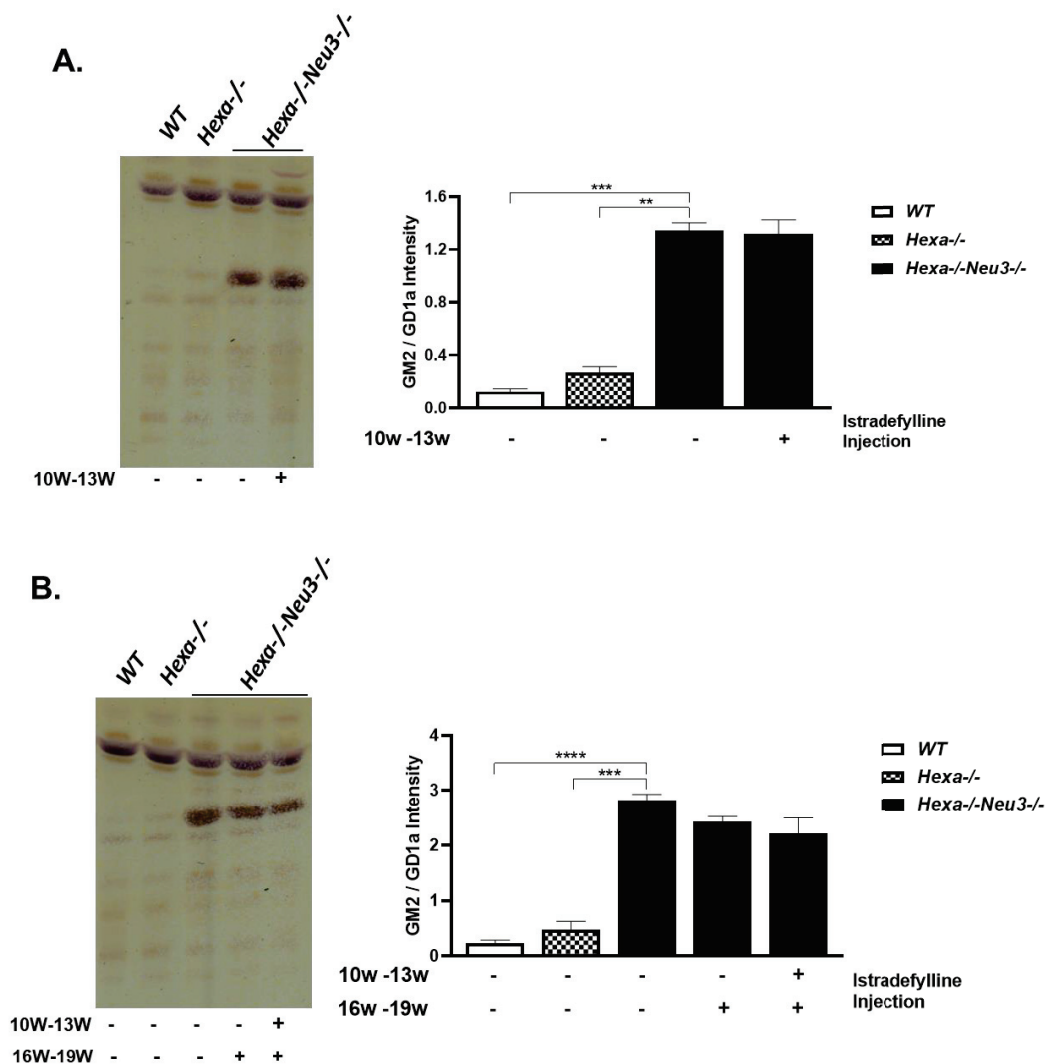 A.
WT
Hexa-/-
Hexa-/-Neu3-/-
10W-13W - - - +
GM2 / GD1a Intensity
1.6
1.2
0.8
0.4
0.0
***
**
WT
Hexa-/-
Hexa-/-Neu3-/-
10w -13w - - - +
Istradefylline
Injection
B.
WT
Hexa-/-
Hexa-/-Neu3-/-
10W-13W - - - - +
16W-19W - - - + +
GM2 / GD1a Intensity
4
3
2
1
0
****
***
WT
Hexa-/-
Hexa-/-Neu3-/-
10w -13w - - - - +
16w -19w - - - + +
Istradefylline
Injection